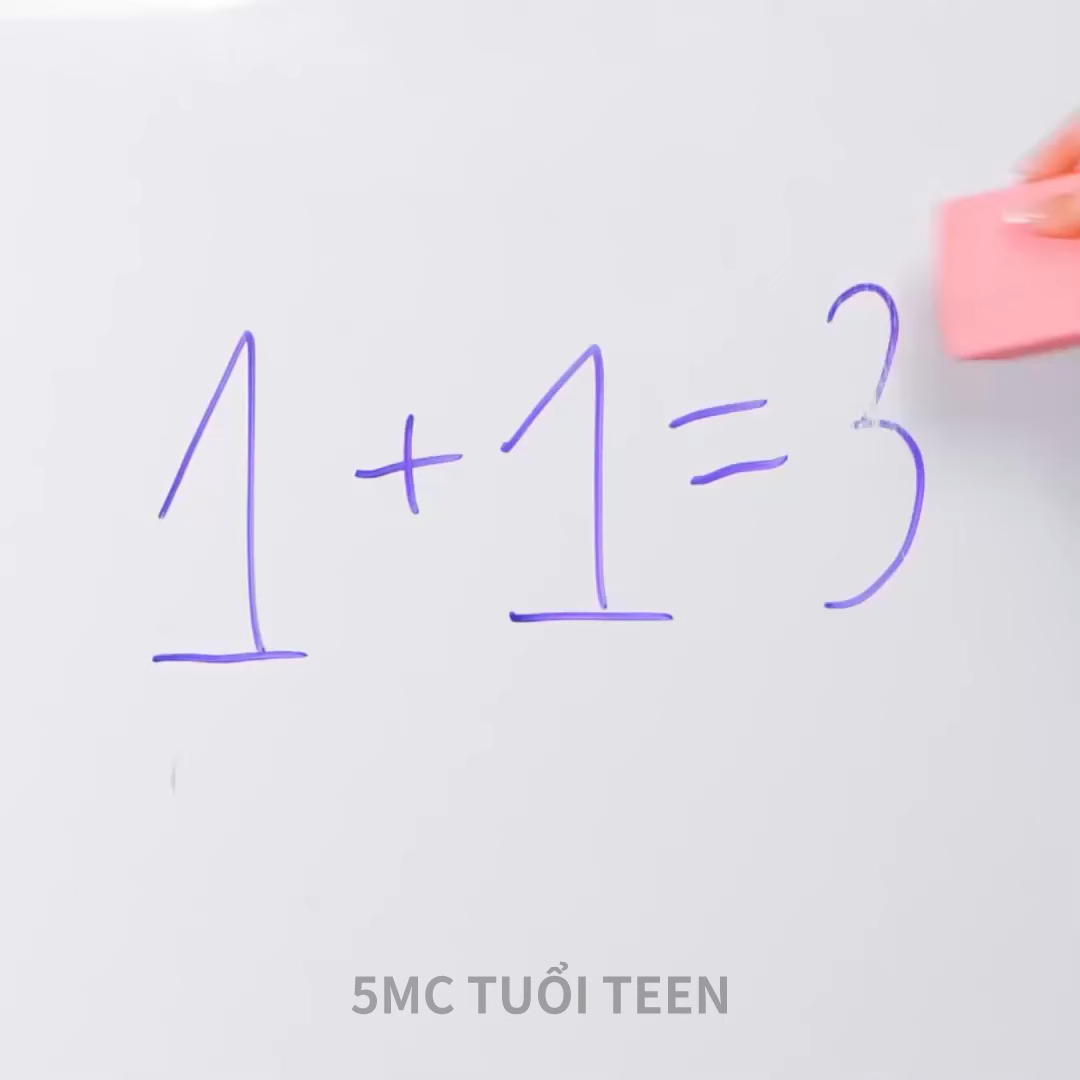 1 + 1 = 3
5MC TUỔI TEEN